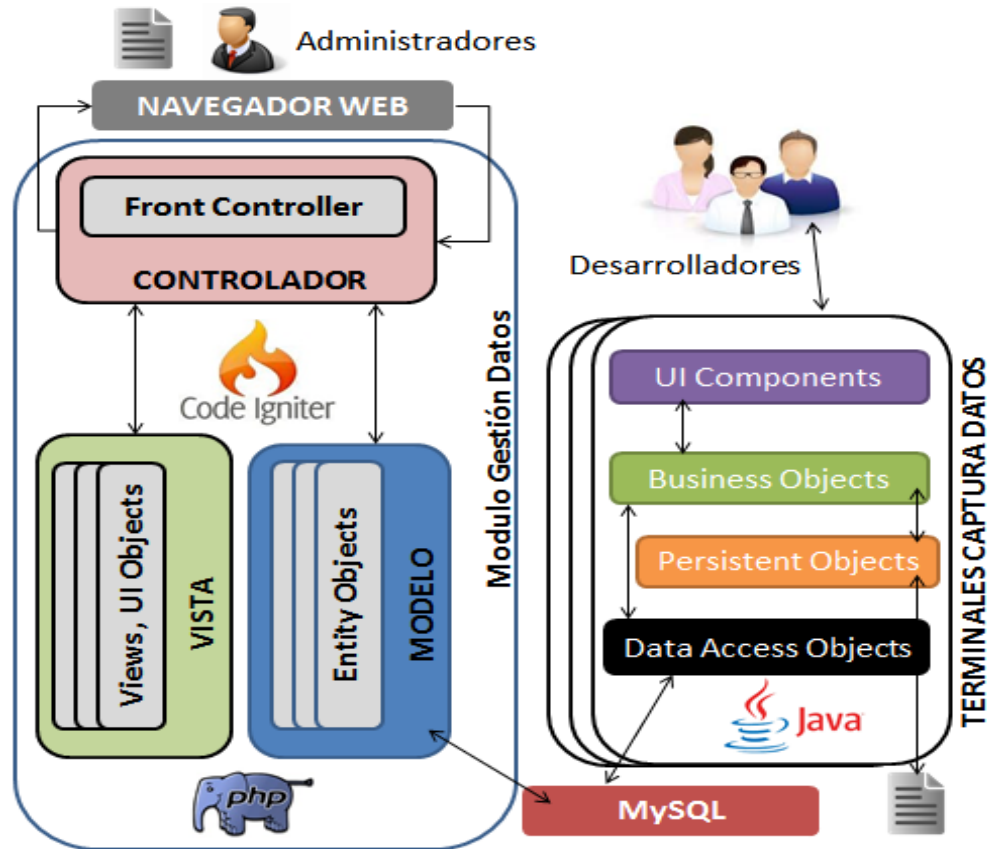 Administradores
NAVEGADOR WEB
Front Controller
CONTROLADOR
Code Igniter
Views, UI Objects
VISTA
Entity Objects
MODELO
Modulo Gestión Datos
php
Desarrolladores
UI Components
Business Objects
Persistent Objects
Data Access Objects
Java
TERMINALES CAPTURA DATOS
MySQL